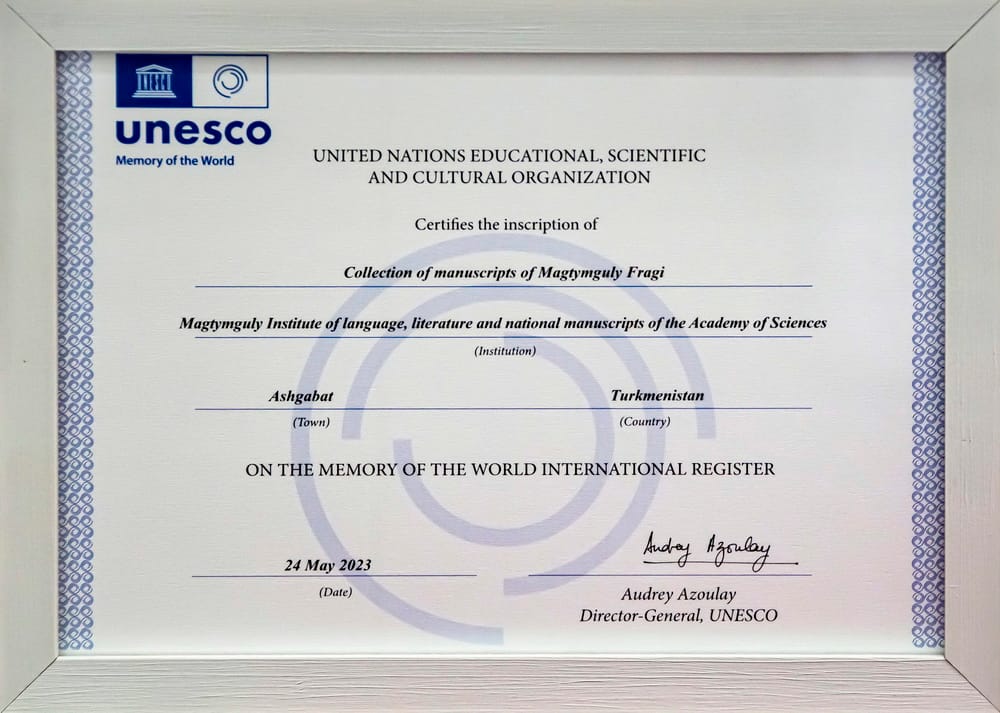 unesco
Memory of the World
UNITED NATIONS EDUCATIONAL, SCIENTIFIC
AND CULTURAL ORGANIZATION
Certifies the inscription of
Collection of manuscripts of Magtymguly Fragi
Magtymguly Institute of language, literature and national manuscripts of the Academy of Sciences
(Institution)
Ashgabat Turkmenistan
(Town) (Country)
ON THE MEMORY OF THE WORLD INTERNATIONAL REGISTER
Audrey Azoulay
24 May 2023
(Date)
Audrey Azoulay
Director-General, UNESCO